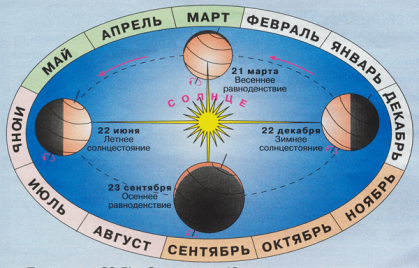 МАРТ
ФЕВРАЛЬ
ЯНВАРЬ
ДЕКАБРЬ
НОЯБРЬ
ОКТЯБРЬ
СЕНТЯБРЬ
АВГУСТ
ИЮЛЬ
ИЮНЬ
МАЙ
АПРЕЛЬ
21 марта
Весеннее
равноденствие
СОЛНЦЕ
22 июня
Летнее
солнцестояние
22 декабря
Зимнее
солнцестояние
23 сентября
Осеннее
равноденствие